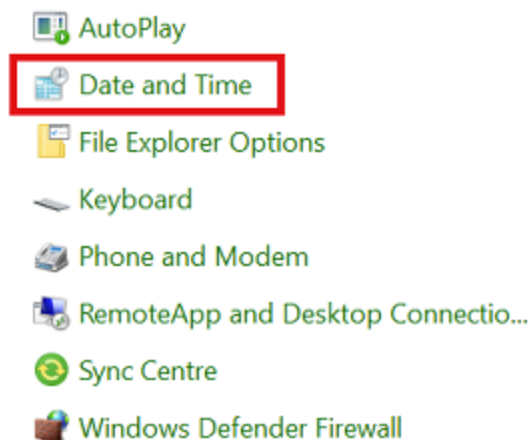 AutoPlay
Date and Time
File Explorer Options
Keyboard
Phone and Modem
RemoteApp and Desktop Connectio...
Sync Centre
Windows Defender Firewall